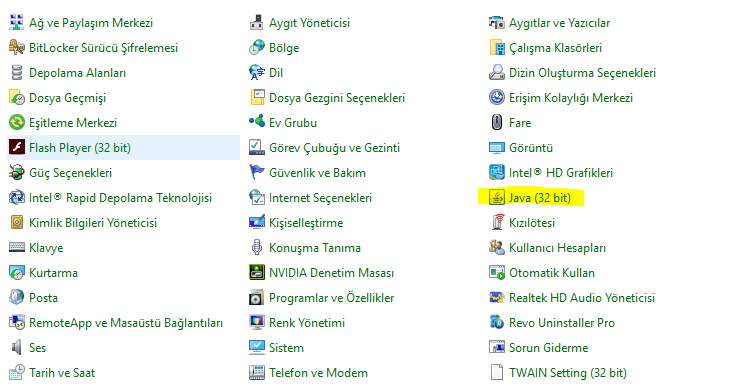 Ağ ve Paylaşım Merkezi
Aygıt Yöneticisi
Aygıtlar ve Yazıcılar
BitLocker Sürücü Şifrelemesi
Bölge
Çalışma Klasörleri
Depolama Alanları
Dil
Dizin Oluşturma Seçenekleri
Dosya Geçmişi
Dosya Gezgini Seçenekleri
Erişim Kolaylığı Merkezi
Eşitleme Merkezi
Ev Grubu
Fare
Flash Player (32 bit)
Görev Çubuğu ve Gezinti
Görüntü
Güç Seçenekleri
Güvenlik ve Bakım
Intel® HD Grafikleri
Intel® Rapid Depolama Teknolojisi
Internet Seçenekleri
Java (32 bit)
Kimlik Bilgileri Yöneticisi
Kişiselleştirme
Kızılötesi
Klavye
Konuşma Tanıma
Kullanıcı Hesapları
Kurtarma
NVIDIA Denetim Masası
Otomatik Kullan
Posta
Programlar ve Özellikler
Realtek HD Audio Yöneticisi
RemoteApp ve Masaüstü Bağlantıları
Renk Yönetimi
Revo Uninstaller Pro
Ses
Sistem
Sorun Giderme
Tarih ve Saat
Telefon ve Modem
TWAIN Setting (32 bit)